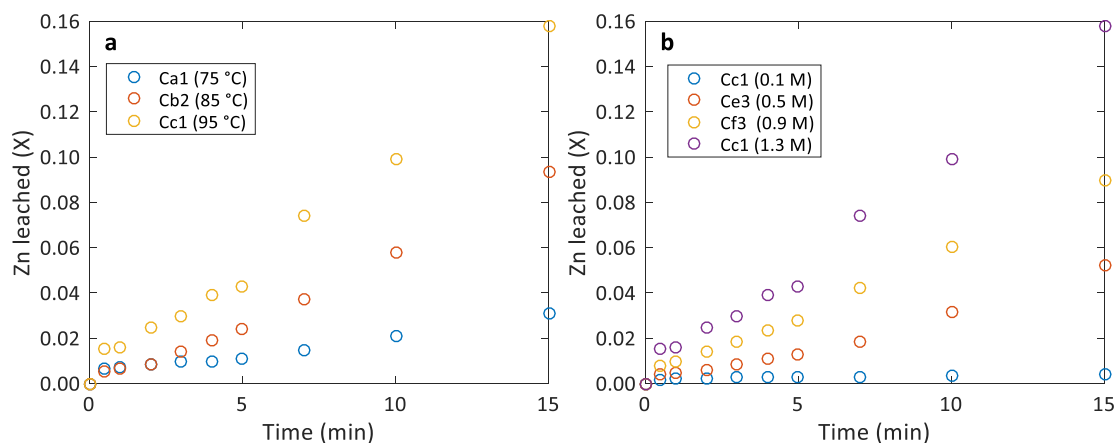 a
Ca1 (75 °C)
Cb2 (85 °C)
Cc1 (95 °C)
0.16
0.14
0.12
0.10
0.08
0.06
0.04
0.02
0.00
0
5
10
15
Zn leached (X)
Time (min)
b
Cc1 (0.1 M)
Ce3 (0.5 M)
Cf3 (0.9 M)
Cc1 (1.3 M)
0.16
0.14
0.12
0.10
0.08
0.06
0.04
0.02
0.00
0
5
10
15
Zn leached (X)
Time (min)